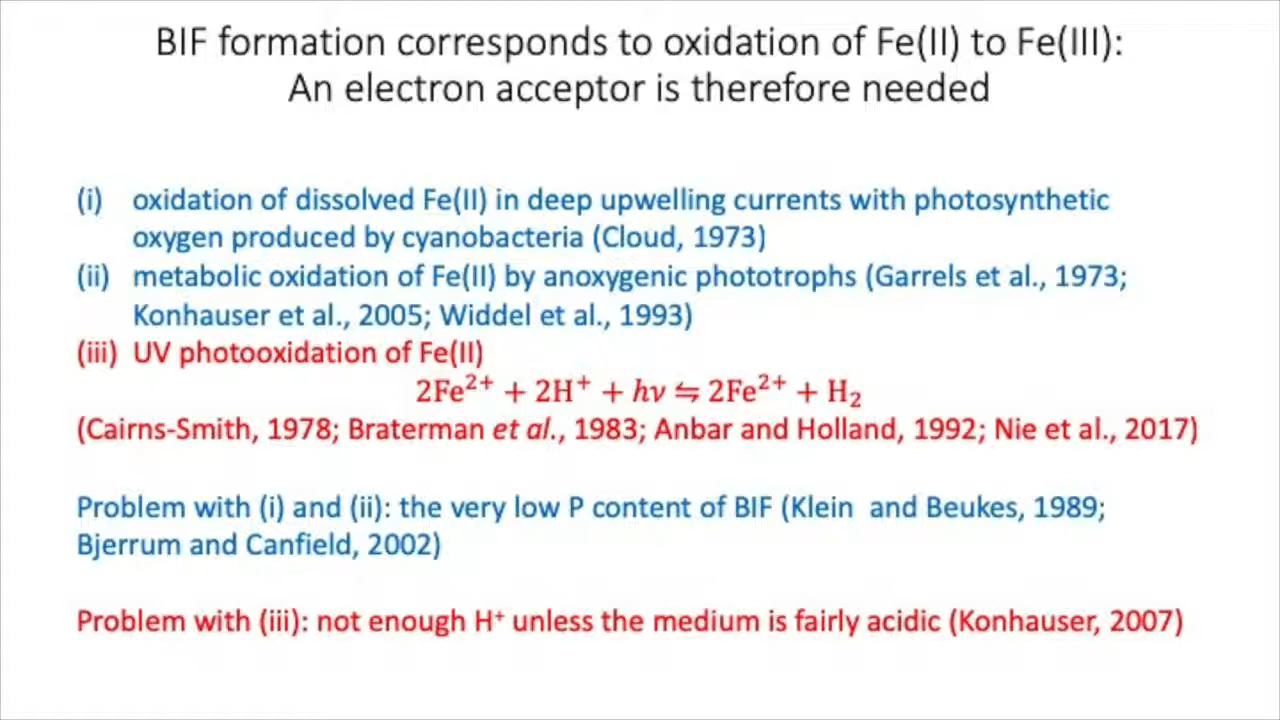 BIF formation corresponds to oxidation of Fe(II) to Fe(III):
An electron acceptor is therefore needed
(i) oxidation of dissolved Fe(II) in deep upwelling currents with photosynthetic
oxygen produced by cyanobacteria (Cloud, 1973)
(ii) metabolic oxidation of Fe(II) by anoxygenic phototrophs (Garrels et al., 1973;
Konhauser et al., 2005; Widdel et al., 1993)
(iii) UV photooxidation of Fe(II)
2Fe²⁺ + 2H⁺ + hν ⇋ 2Fe²⁺ + H₂
(Cairns-Smith, 1978; Braterman et al., 1983; Anbar and Holland, 1992; Nie et al., 2017)
Problem with (i) and (ii): the very low P content of BIF (Klein and Beukes, 1989;
Bjerrum and Canfield, 2002)
Problem with (iii): not enough H⁺ unless the medium is fairly acidic (Konhauser, 2007)